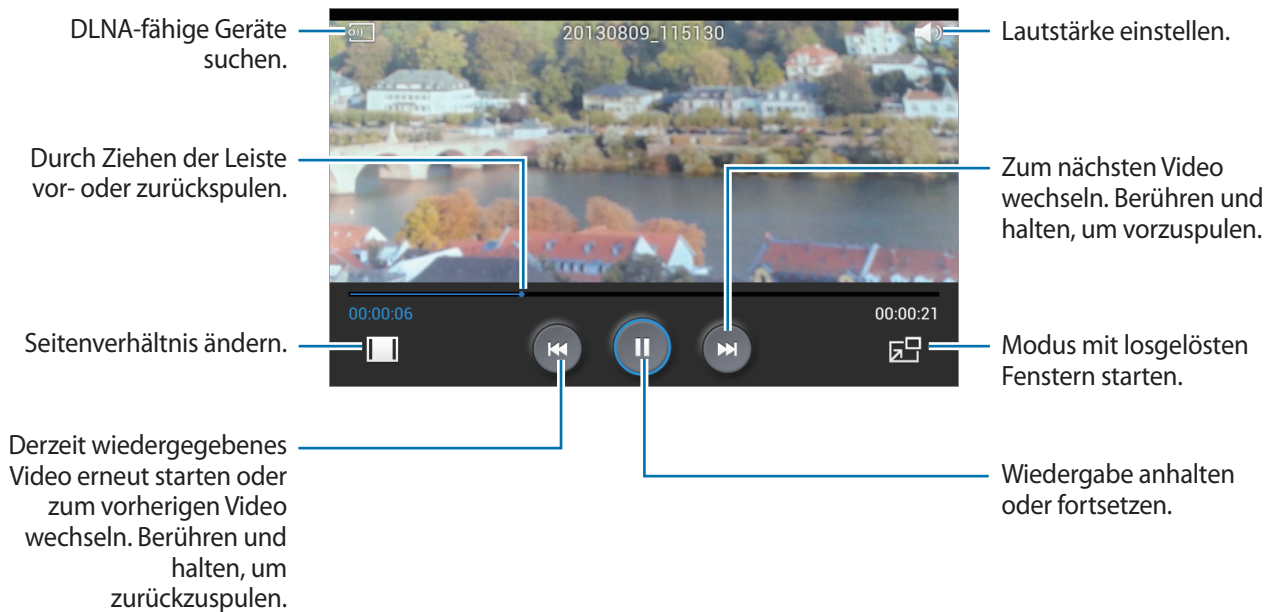 DLNA-fähige Geräte
suchen.
20130809_115130
Lautstärke einstellen.
Durch Ziehen der Leiste
vor- oder zurückspulen.
Zum nächsten Video
wechseln. Berühren und
halten, um vorzuspulen.
00:00:06
00:00:21
Seitenverhältnis ändern.
Modus mit losgelösten
Fenstern starten.
Derzeit wiedergegebenes
Video erneut starten oder
zum vorherigen Video
wechseln. Berühren und
halten, um
zurückzuspulen.
Wiedergabe anhalten
oder fortsetzen.